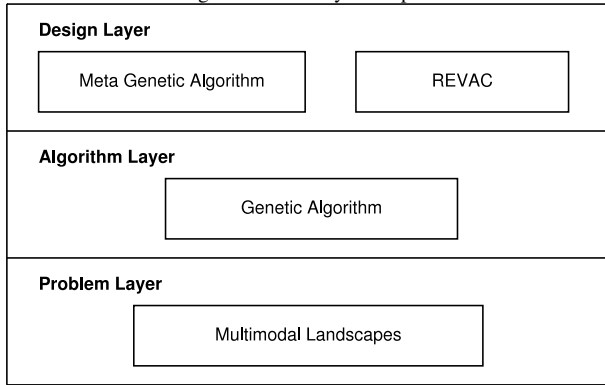 Design Layer
Meta Genetic Algorithm
REVAC
Algorithm Layer
Genetic Algorithm
Problem Layer
Multimodal Landscapes